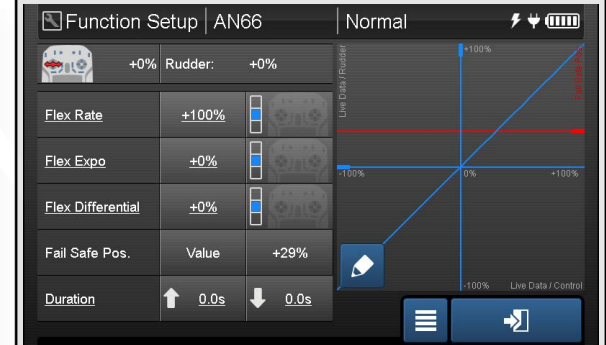 Function Setup AN66 Normal
+0% Rudder: +0%
Flex Rate +100%
Flex Expo +0%
Flex Differential +0%
Fail Safe Pos. Value +29%
Duration 0.0s 0.0s
Live Data / Rudder
+100%
-100% 0% +100%
-100% Live Data / Control